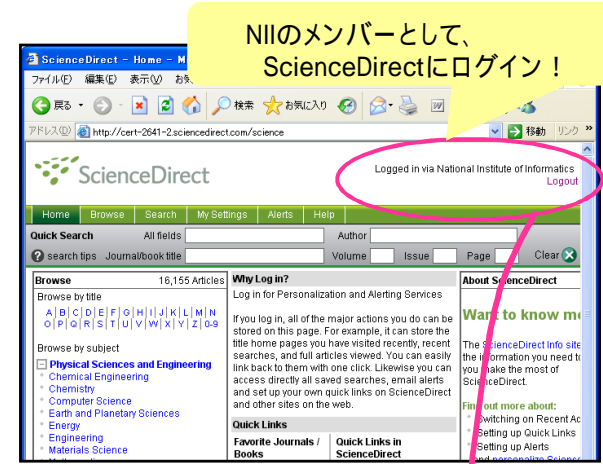 NIIのメンバーとして、
ScienceDirectにログイン！
ScienceDirect - Home - M
ファイル(F) 編集(E) 表示(V)
戻る 検索 お気に入り
アドレス(D) http://cert-2641-2.sciencedirect.com/science 移動 リンク »
ScienceDirect
Logged in via National Institute of Informatics
Logout
Home Browse Search My Settings Alerts Help
Quick Search All fields Author
? search tips Journal/book title Volume Issue Page Clear
Browse 16,155 Articles
Browse by title
A B C D E F G H I J K L M N
O P Q R S T U V W X Y Z 0-9
Browse by subject
Physical Sciences and Engineering
Chemical Engineering
Chemistry
Computer Science
Earth and Planetary Sciences
Energy
Engineering
Materials Science
Why Log in?
Log in for Personalization and Alerting Services
If you log in, all of the major actions you do can be
stored on this page. For example, it can store the
title home pages you have visited recently, recent
searches, and full articles viewed. You can easily
link back to them with one click. Likewise you can
access directly all saved searches, email alerts
and set up your own quick links on ScienceDirect
and other sites on the web.
Quick Links
Favorite Journals /
Books
Quick Links in
ScienceDirect
About ScienceDirect
Want to know m
The ScienceDirect Info site
the information you need t
you make the most of
ScienceDirect.
Find out more about:
Switching on Recent Ac
Setting up Quick Links
Setting up Alerts